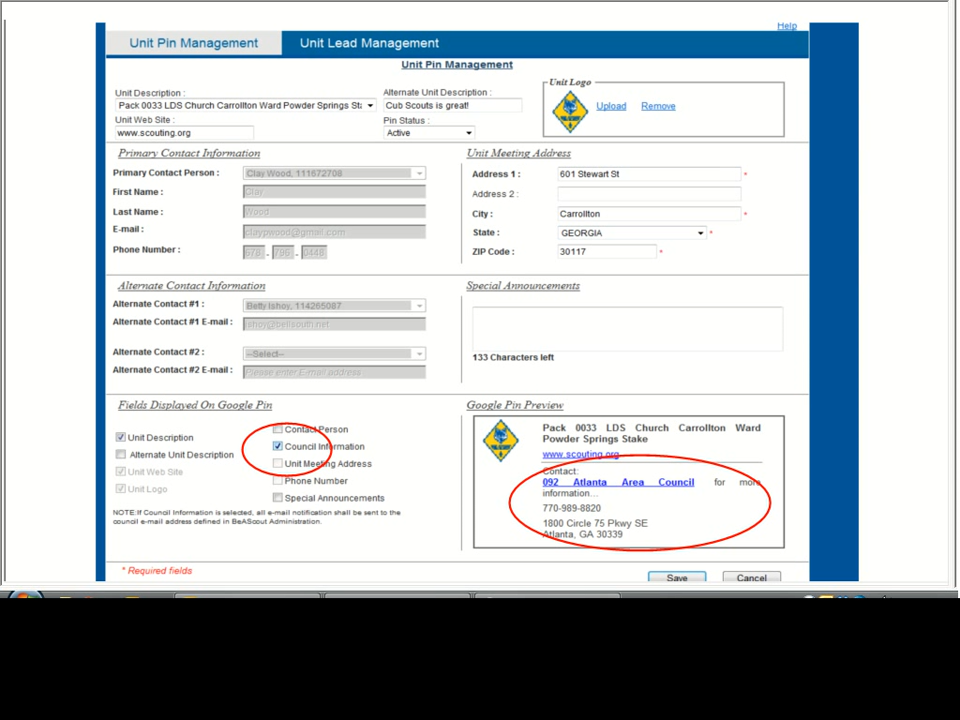 Help
Unit Pin Management
Unit Lead Management
Unit Pin Management
Unit Description :
Pack 0033 LDS Church Carrollton Ward Powder Springs St
Alternate Unit Description :
Cub Scouts is great!
Unit Web Site :
www.scouting.org
Pin Status :
Active
Unit Logo
Upload
Remove
Primary Contact Information
Primary Contact Person :
Clay Wood, 111672708
First Name :
Clay
Last Name :
Wood
E-mail :
claypwood@gmail.com
Phone Number :
678 . 796 . 9448
Unit Meeting Address
Address 1 :
601 Stewart St *
Address 2 :
City :
Carrollton *
State :
GEORGIA *
ZIP Code :
30117 *
Alternate Contact Information
Alternate Contact #1 :
Betty Ishoy, 114265087
Alternate Contact #1 E-mail :
ishoy@bellsouth.net
Alternate Contact #2 :
--Select--
Alternate Contact #2 E-mail :
Please enter E-mail address
Special Announcements
133 Characters left
Fields Displayed On Google Pin
Unit Description
Alternate Unit Description
Unit Web Site
Unit Logo
Contact Person
Council Information
Unit Meeting Address
Phone Number
Special Announcements
NOTE:If Council Information is selected, all e-mail notification shall be sent to the
council e-mail address defined in BeAScout Administration.
Google Pin Preview
Pack 0033 LDS Church Carrollton Ward
Powder Springs Stake
www.scouting.org
Contact:
092 Atlanta Area Council for more
information...
770-989-8820
1800 Circle 75 Pkwy SE
Atlanta, GA 30339
* Required fields
Save
Cancel